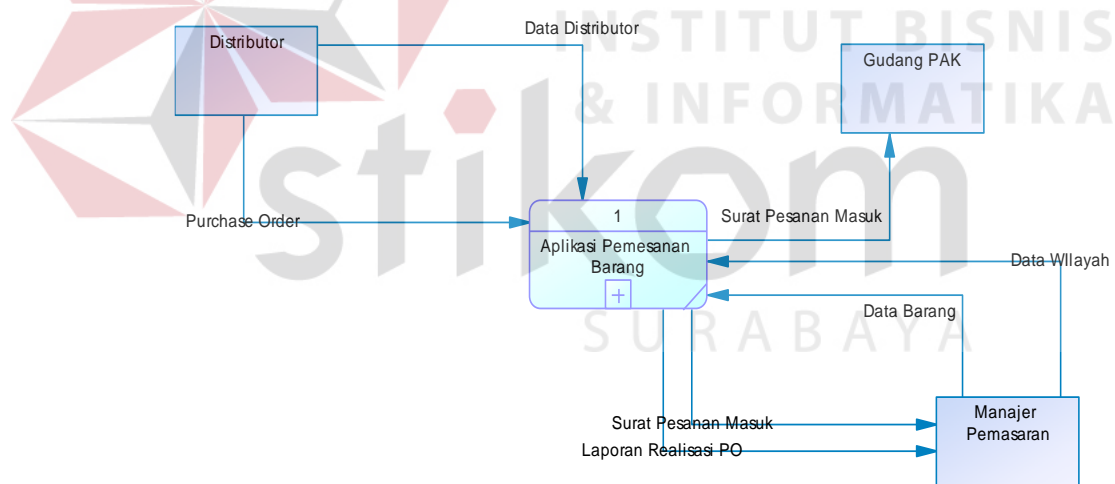 INSTITUT BISNIS
& INFORMATIKA
stikom
SURABAYA
Distributor
Data Distributor
Gudang PAK
Purchase Order
1
Aplikasi Pemesanan
Barang
Surat Pesanan Masuk
Data WIlayah
Data Barang
Manajer
Pemasaran
Surat Pesanan Masuk
Laporan Realisasi PO